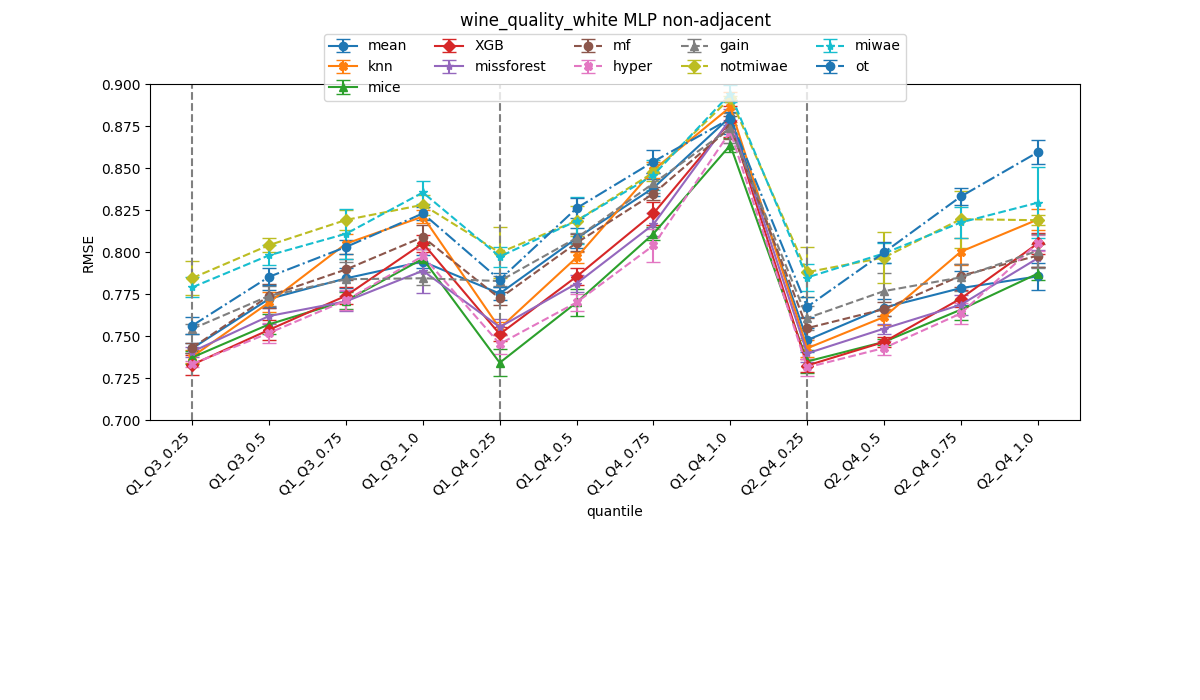 wine_quality_white MLP non-adjacent
mean XGB mf gain miwae
knn missforest hyper notmiwae ot
mice
0.900
0.875
0.850
0.825
0.800
0.775
0.750
0.725
0.700
RMSE
Q1_Q3_0.25
Q1_Q3_0.5
Q1_Q3_0.75
Q1_Q3_1.0
Q1_Q4_0.25
Q1_Q4_0.5
Q1_Q4_0.75
Q1_Q4_1.0
Q2_Q4_0.25
Q2_Q4_0.5
Q2_Q4_0.75
Q2_Q4_1.0
quantile